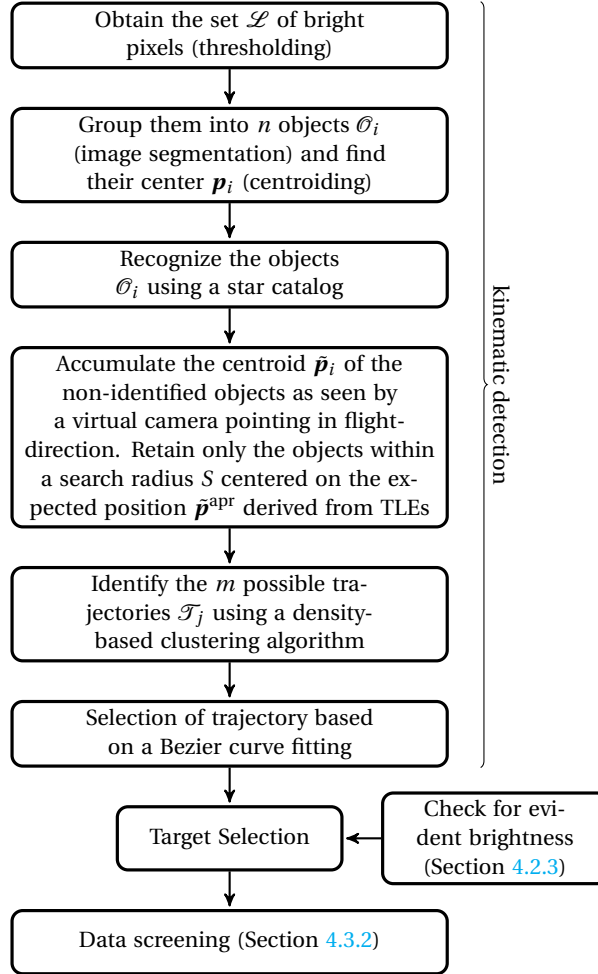 Obtain the set ℒ of bright
pixels (thresholding)
Group them into n objects 𝒪ᵢ
(image segmentation) and find
their center 𝒑ᵢ (centroiding)
Recognize the objects
𝒪ᵢ using a star catalog
Accumulate the centroid 𝒑̃ᵢ of the
non-identified objects as seen by
a virtual camera pointing in flight-
direction. Retain only the objects within
a search radius S centered on the ex-
pected position 𝒑̃ᵃᵖʳ derived from TLEs
Identify the m possible tra-
jectories 𝒯ⱼ using a density-
based clustering algorithm
Selection of trajectory based
on a Bezier curve fitting
kinematic detection
Target Selection
Check for evi-
dent brightness
(Section 4.2.3)
Data screening (Section 4.3.2)